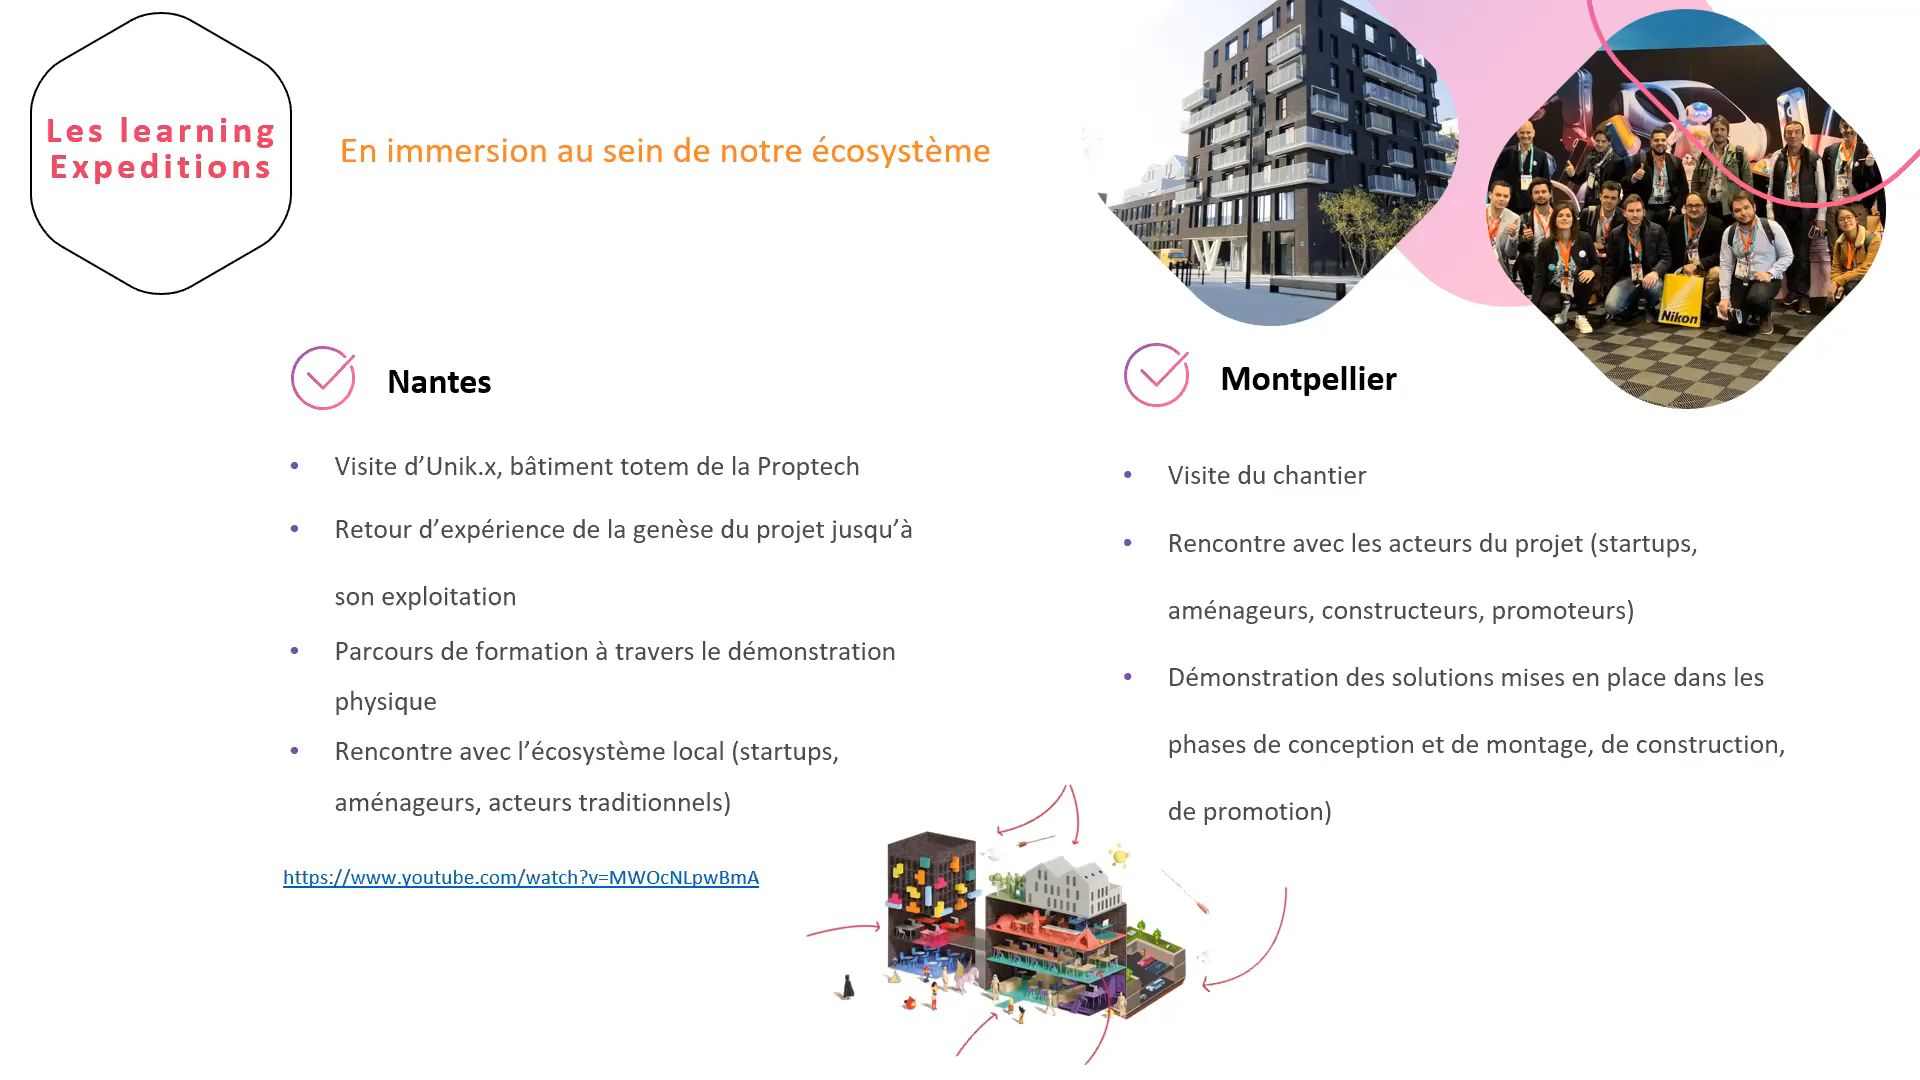 Les learning
Expeditions
En immersion au sein de notre écosystème
Nikon
Nantes
• Visite d’Unik.x, bâtiment totem de la Proptech
• Retour d’expérience de la genèse du projet jusqu’à
son exploitation
• Parcours de formation à travers le démonstration
physique
• Rencontre avec l’écosystème local (startups,
aménageurs, acteurs traditionnels)
https://www.youtube.com/watch?v=MWOcNLpwBmA
Montpellier
• Visite du chantier
• Rencontre avec les acteurs du projet (startups,
aménageurs, constructeurs, promoteurs)
• Démonstration des solutions mises en place dans les
phases de conception et de montage, de construction,
de promotion)